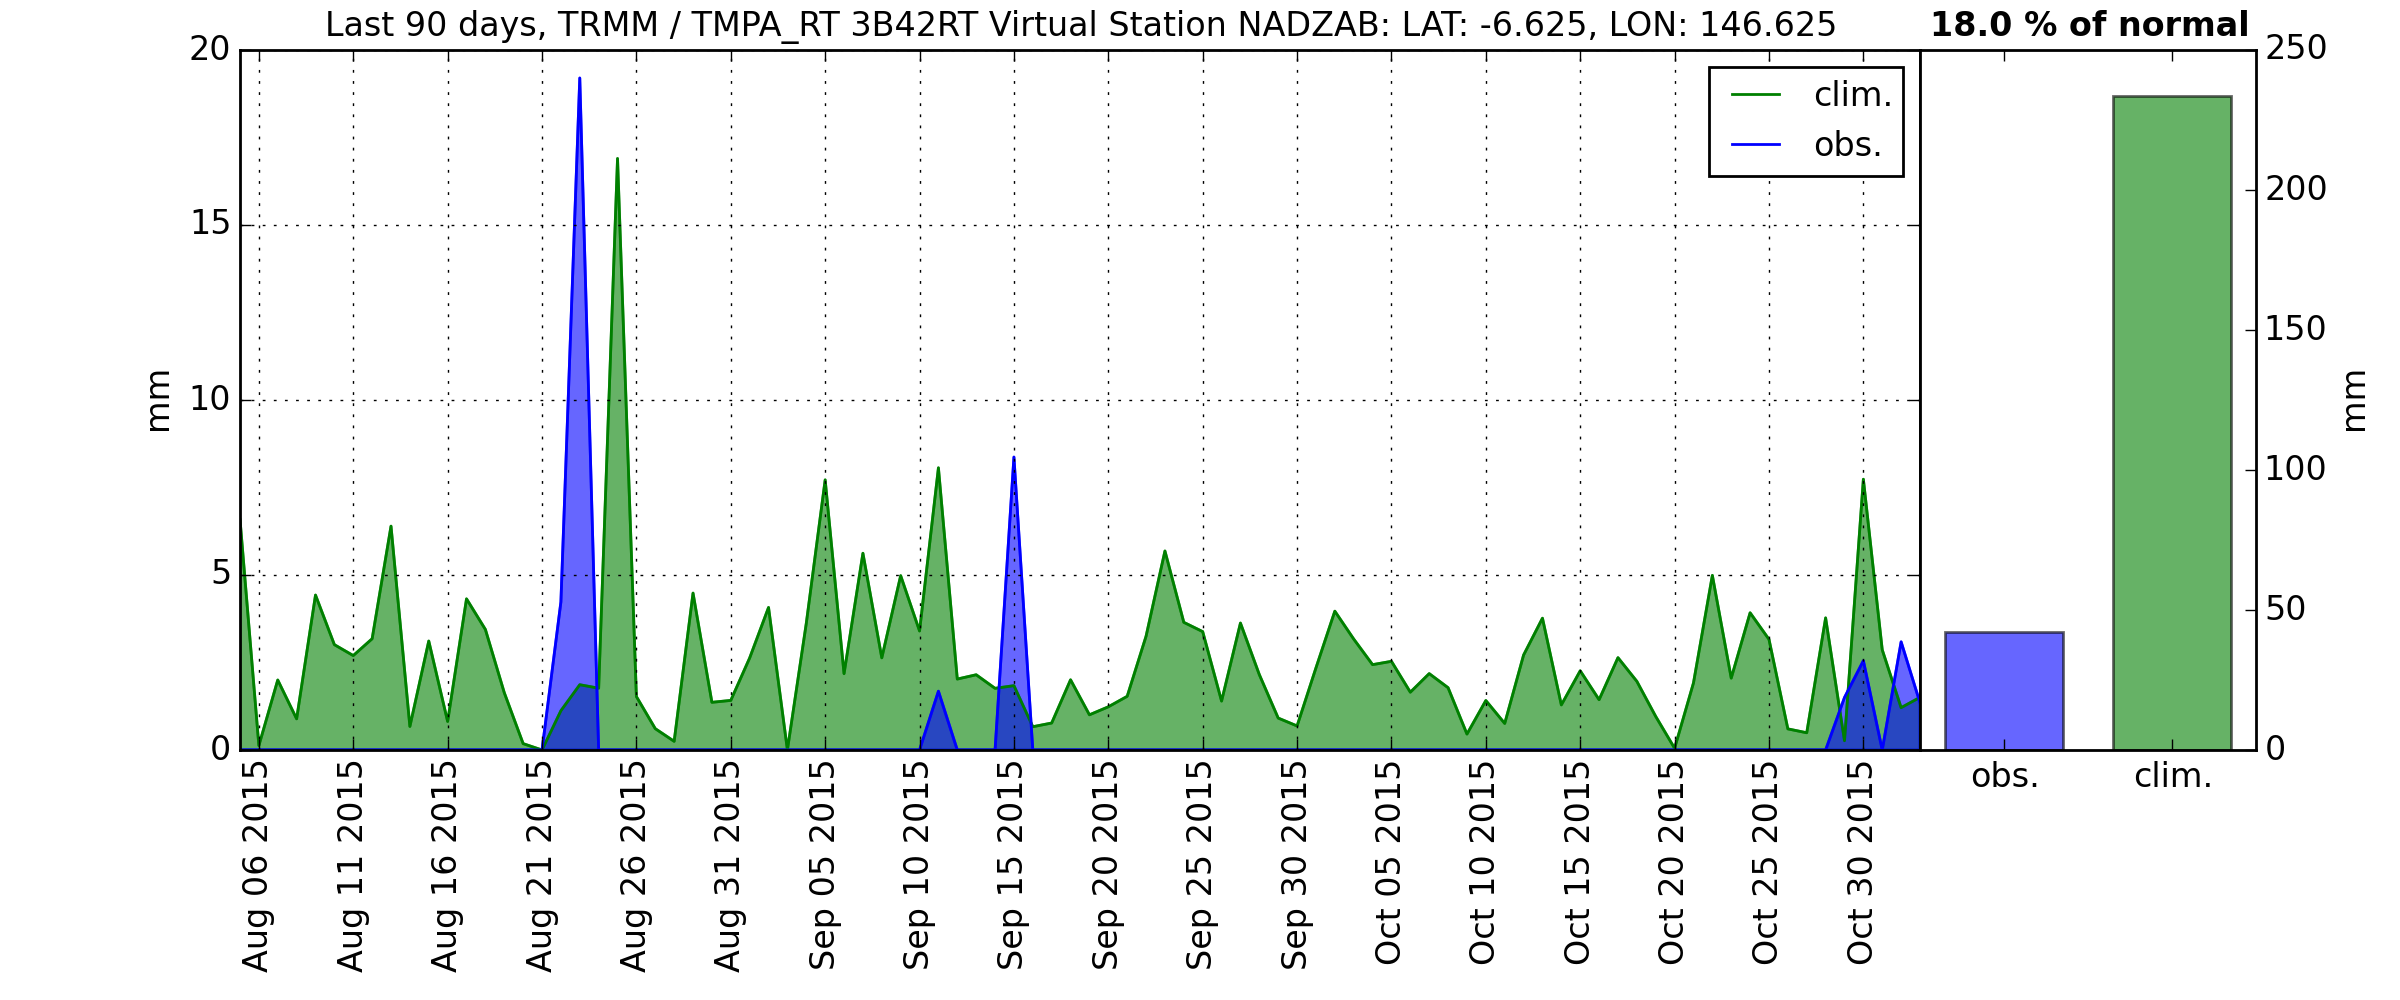 Last 90 days, TRMM / TMPA_RT 3B42RT Virtual Station NADZAB: LAT: -6.625, LON: 146.625
18.0 % of normal
20
15
10
5
0
mm
clim.
obs.
250
200
150
100
50
0
mm
Aug 06 2015
Aug 11 2015
Aug 16 2015
Aug 21 2015
Aug 26 2015
Aug 31 2015
Sep 05 2015
Sep 10 2015
Sep 15 2015
Sep 20 2015
Sep 25 2015
Sep 30 2015
Oct 05 2015
Oct 10 2015
Oct 15 2015
Oct 20 2015
Oct 25 2015
Oct 30 2015
obs.
clim.